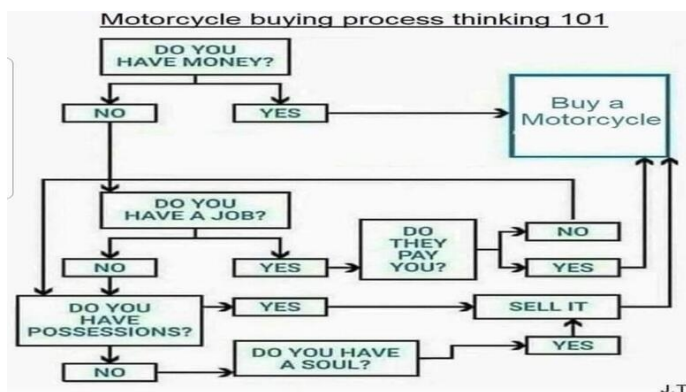 Motorcycle buying process thinking 101
DO YOU
HAVE MONEY?
NO
YES
Buy a
Motorcycle
DO YOU
HAVE A JOB?
NO
YES
DO
THEY
PAY
YOU?
NO
YES
DO YOU
HAVE
POSSESSIONS?
YES
SELL IT
NO
DO YOU HAVE
A SOUL?
YES